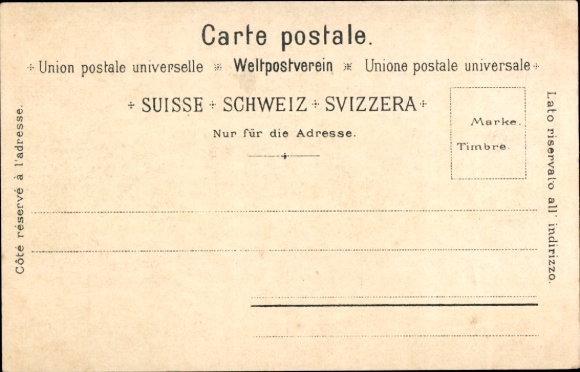 Carte postale.
÷ Union postale universelle ※ Weltpostverein ※ Unione postale universale ÷
+ SUISSE + SCHWEIZ + SVIZZERA +
Nur für die Adresse.
Marke.
Timbre.
Côté réservé à l'adresse.
Lato riservato all' indirizzo.